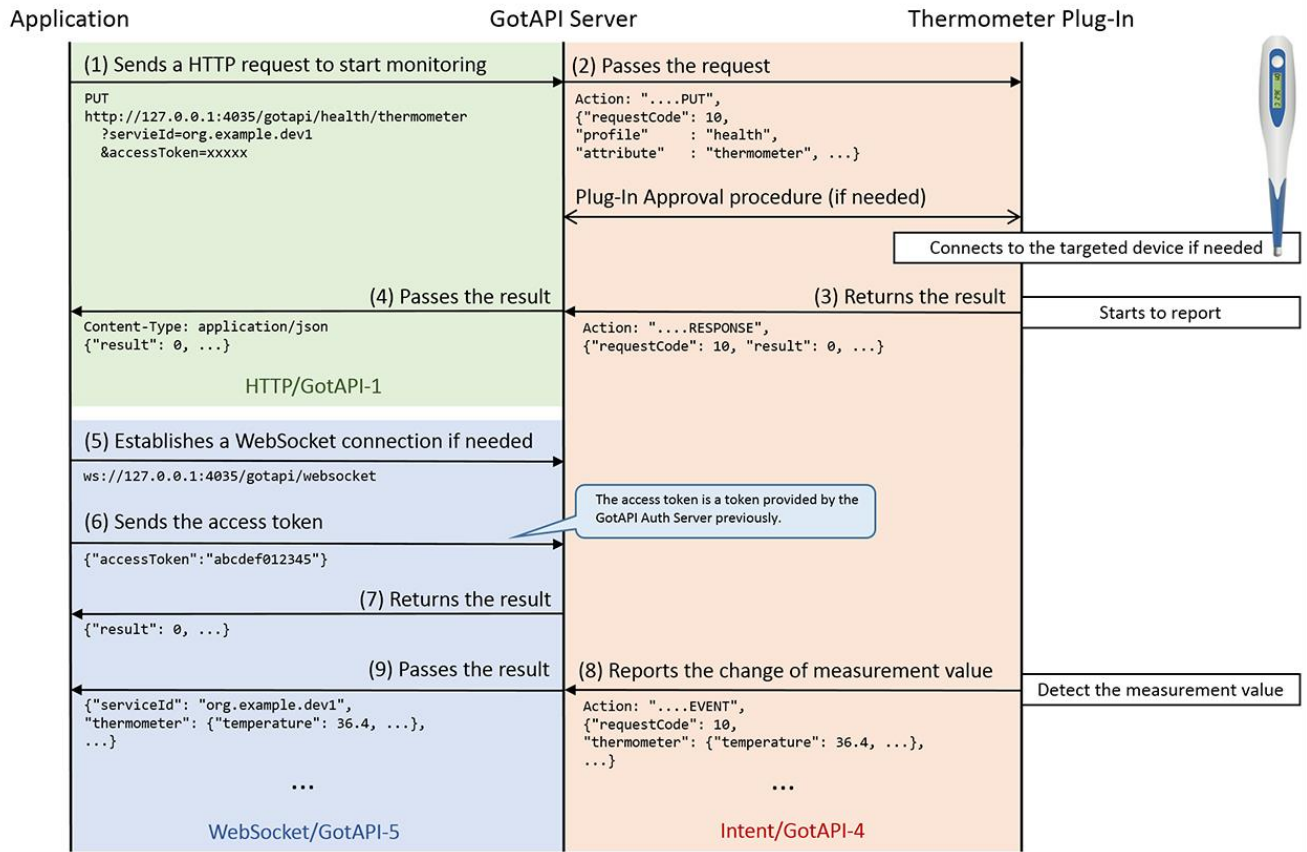 Application
GotAPI Server
Thermometer Plug-In
(1) Sends a HTTP request to start monitoring
(2) Passes the request
PUT
http://127.0.0.1:4035/gotapi/health/thermometer
?servieId=org.example.dev1
&accessToken=xxxxx
Action: "....PUT",
{"requestCode": 10,
"profile"    : "health",
"attribute"   : "thermometer", ...}
Plug-In Approval procedure (if needed)
Connects to the targeted device if needed
(4) Passes the result
(3) Returns the result
Starts to report
Content-Type: application/json
{"result": 0, ...}
Action: "....RESPONSE",
{"requestCode": 10, "result": 0, ...}
HTTP/GotAPI-1
(5) Establishes a WebSocket connection if needed
ws://127.0.0.1:4035/gotapi/websocket
The access token is a token provided by the
GotAPI Auth Server previously.
(6) Sends the access token
{"accessToken":"abcdef012345"}
(7) Returns the result
{"result": 0, ...}
(9) Passes the result
(8) Reports the change of measurement value
Detect the measurement value
{"serviceId": "org.example.dev1",
"thermometer": {"temperature": 36.4, ...},
...}
Action: "....EVENT",
{"requestCode": 10,
"thermometer": {"temperature": 36.4, ...},
...}
...
...
WebSocket/GotAPI-5
Intent/GotAPI-4